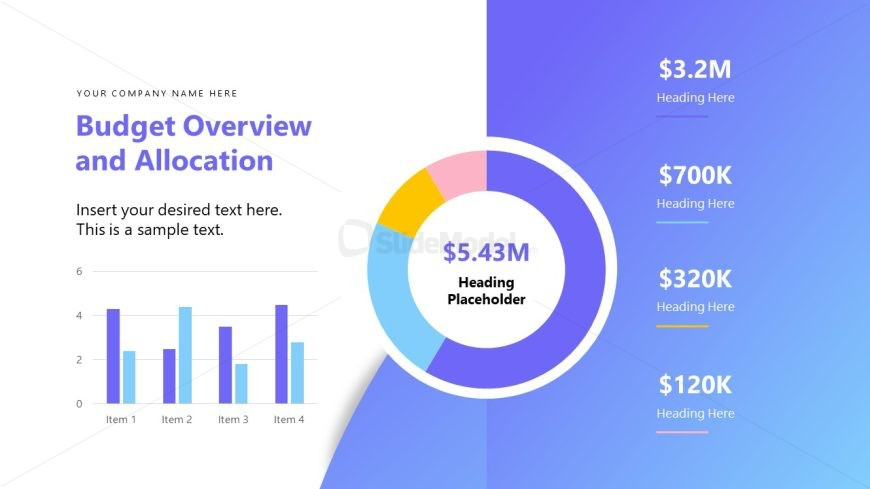 YOUR COMPANY NAME HERE
Budget Overview
and Allocation
Insert your desired text here.
This is a sample text.
6
4
2
0
Item 1
Item 2
Item 3
Item 4
SlideModel
$5.43M
Heading
Placeholder
$3.2M
Heading Here
$700K
Heading Here
$320K
Heading Here
$120K
Heading Here